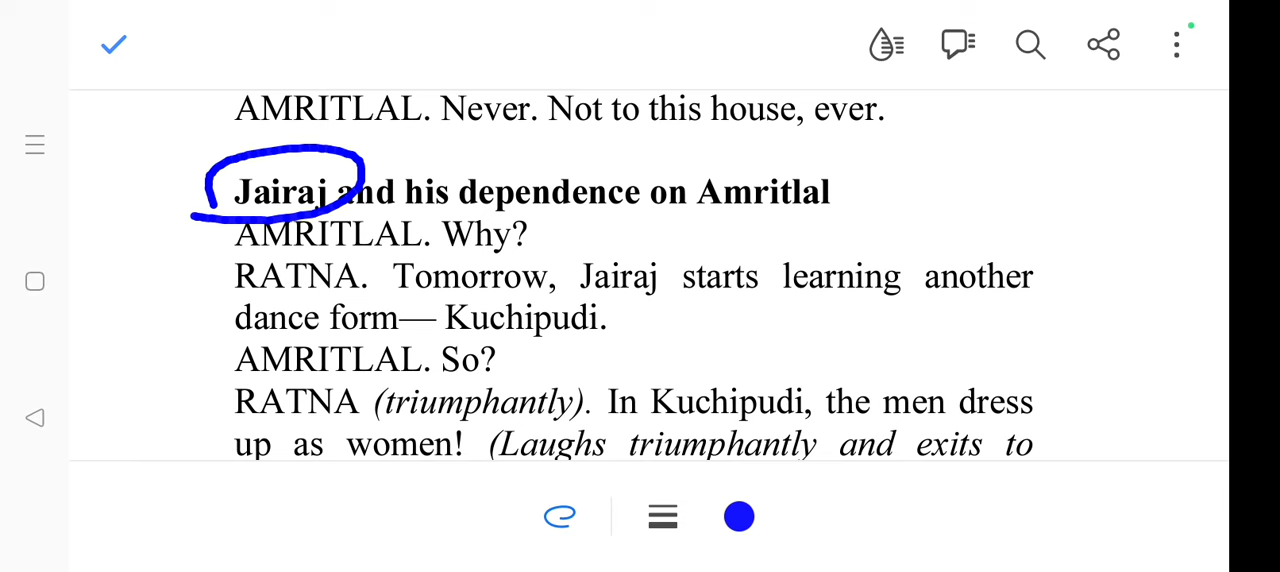 AMRITLAL. Never. Not to this house, ever.
Jairaj and his dependence on Amritlal
AMRITLAL. Why?
RATNA. Tomorrow, Jairaj starts learning another
dance form— Kuchipudi.
AMRITLAL. So?
RATNA (triumphantly). In Kuchipudi, the men dress
up as women! (Laughs triumphantly and exits to